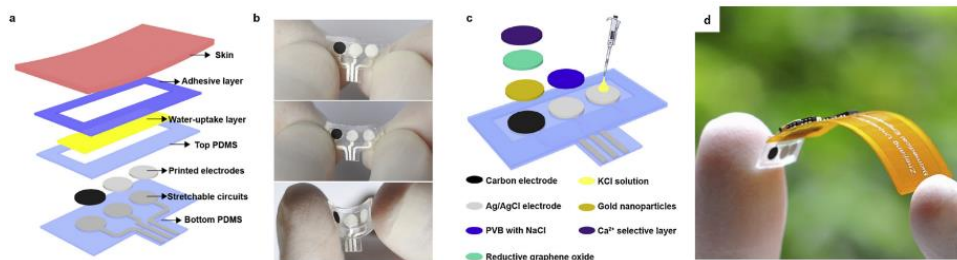 a
Skin
Adhesive layer
Water-uptake layer
Top PDMS
Printed electrodes
Stretchable circuits
Bottom PDMS
b
c
Carbon electrode
KCl solution
Ag/AgCl electrode
Gold nanoparticles
PVB with NaCl
Ca²⁺ selective layer
Reductive graphene oxide
d
Zhejiang